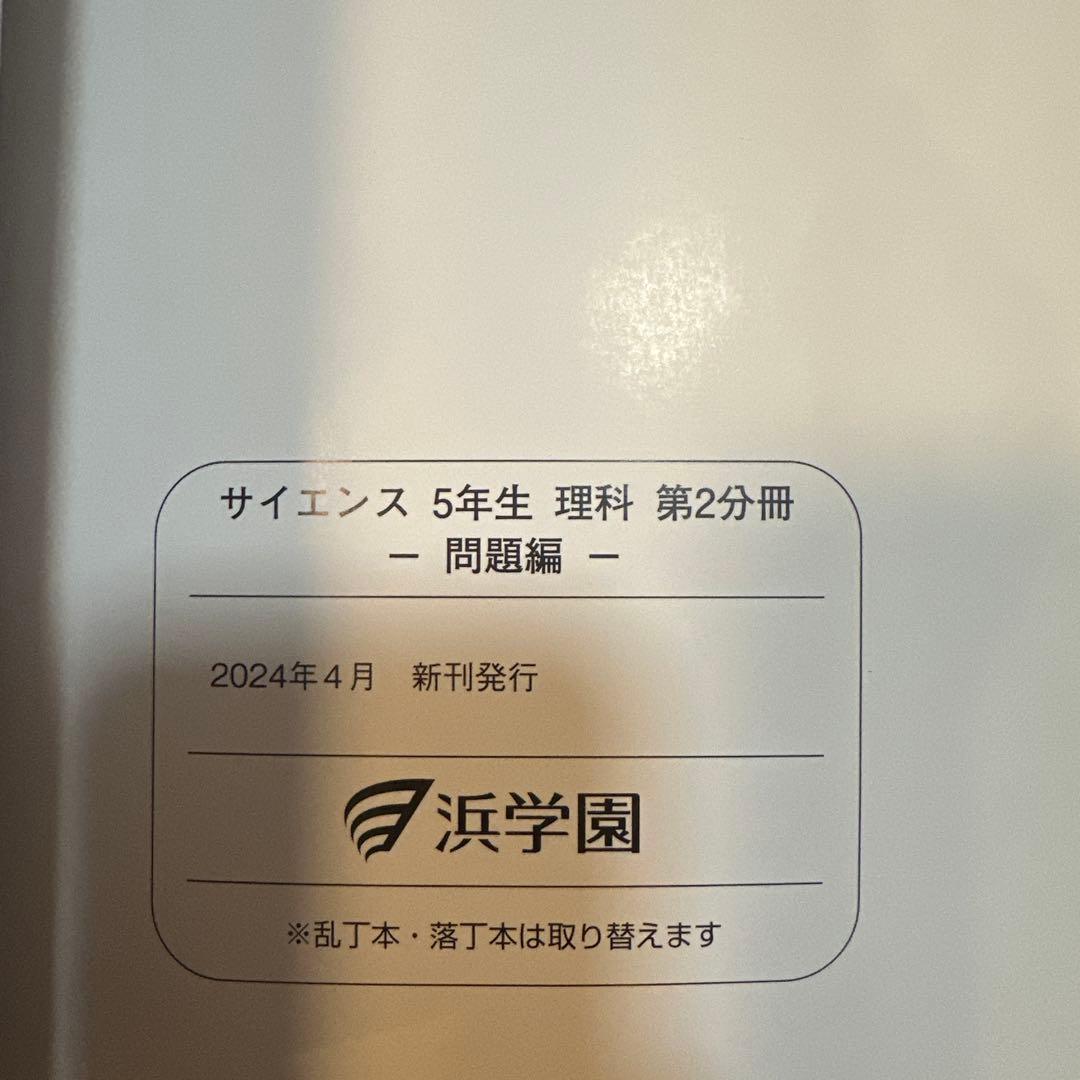 サイエンス 5年生 理科 第2分冊
― 問題編 ―
2024年4月 新刊発行
浜学園
※乱丁本・落丁本は取り替えます